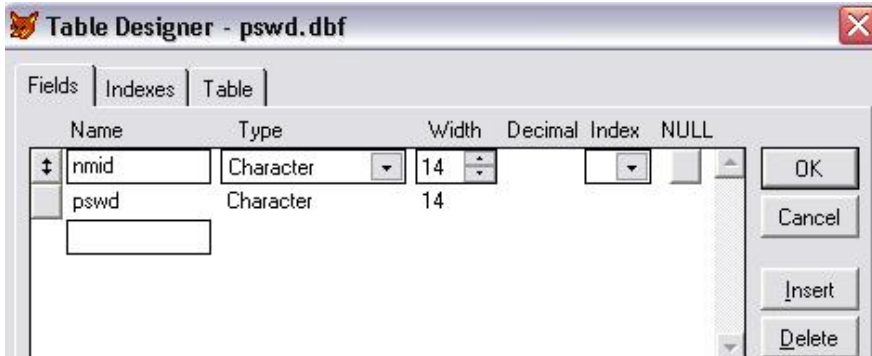 Table Designer - pswd.dbf
Fields Indexes Table
Name Type Width Decimal Index NULL
nmid Character 14 OK
pswd Character 14
Cancel
Insert
Delete